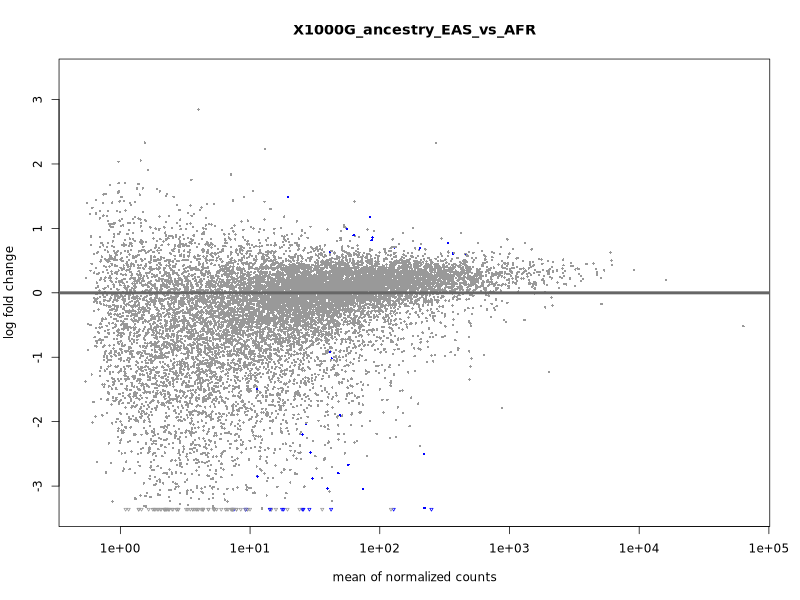 X1000G_ancestry_EAS_vs_AFR
3
2
1
0
-1
-2
-3
log fold change
1e+00 1e+01 1e+02 1e+03 1e+04 1e+05
mean of normalized counts